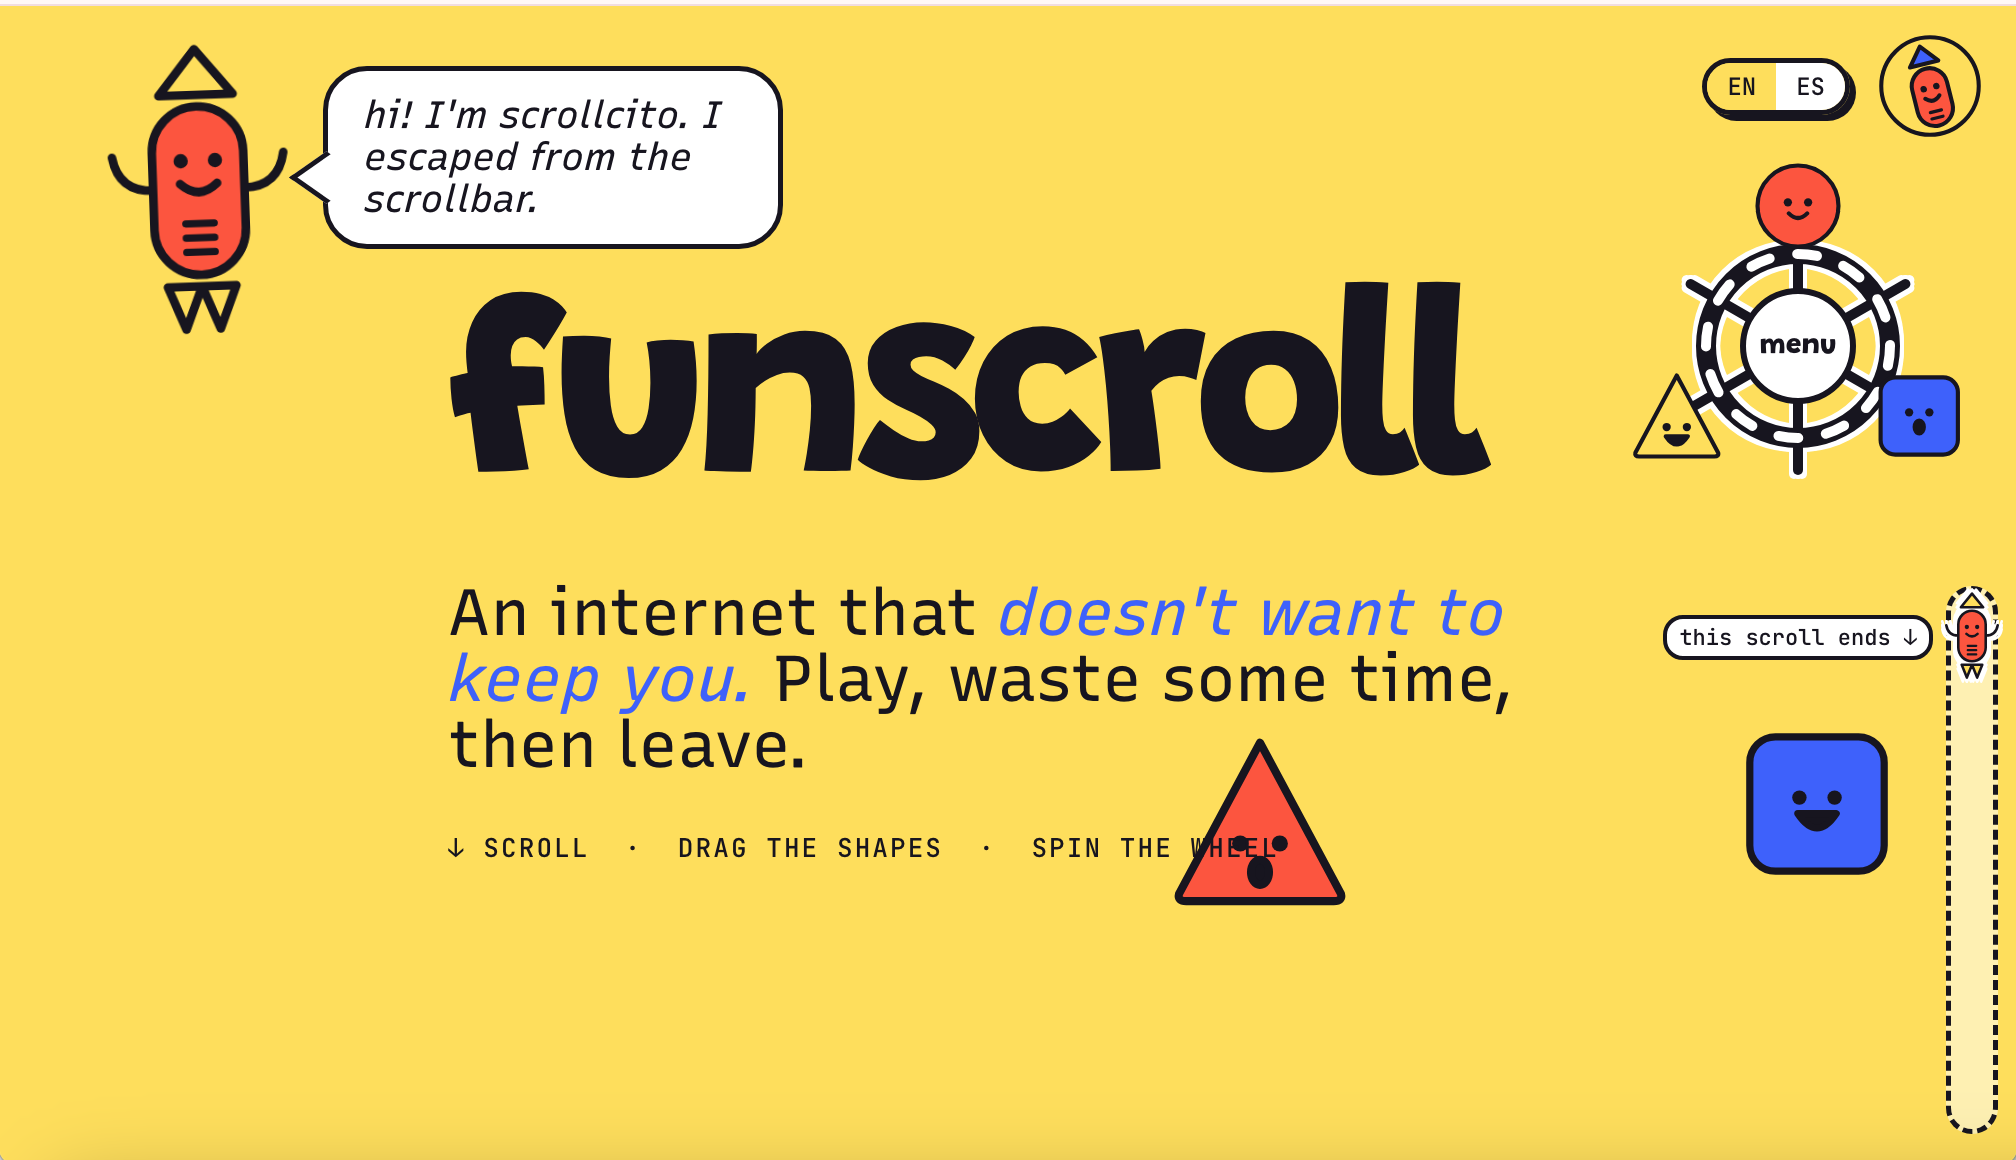 hi! I'm scrollcito. I
escaped from the
scrollbar.
EN ES
menu
funscroll
An internet that doesn't want to
keep you. Play, waste some time,
then leave.
this scroll ends ↓
↓ SCROLL · DRAG THE SHAPES · SPIN THE WHEEL